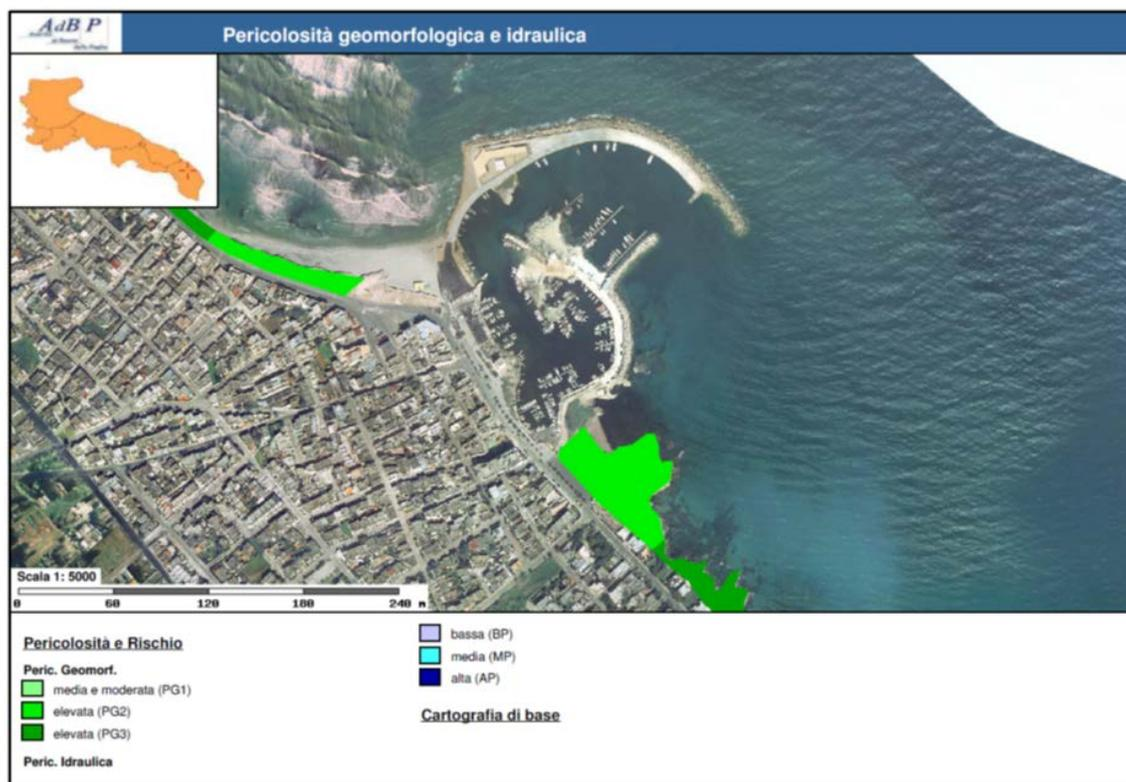 AdB P
Pericolosità geomorfologica e idraulica
Scala 1: 5000
0 60 120 180 240 m
Pericolosità e Rischio
Peric. Geomorf.
media e moderata (PG1)
elevata (PG2)
elevata (PG3)
Peric. Idraulica
bassa (BP)
media (MP)
alta (AP)
Cartografia di base